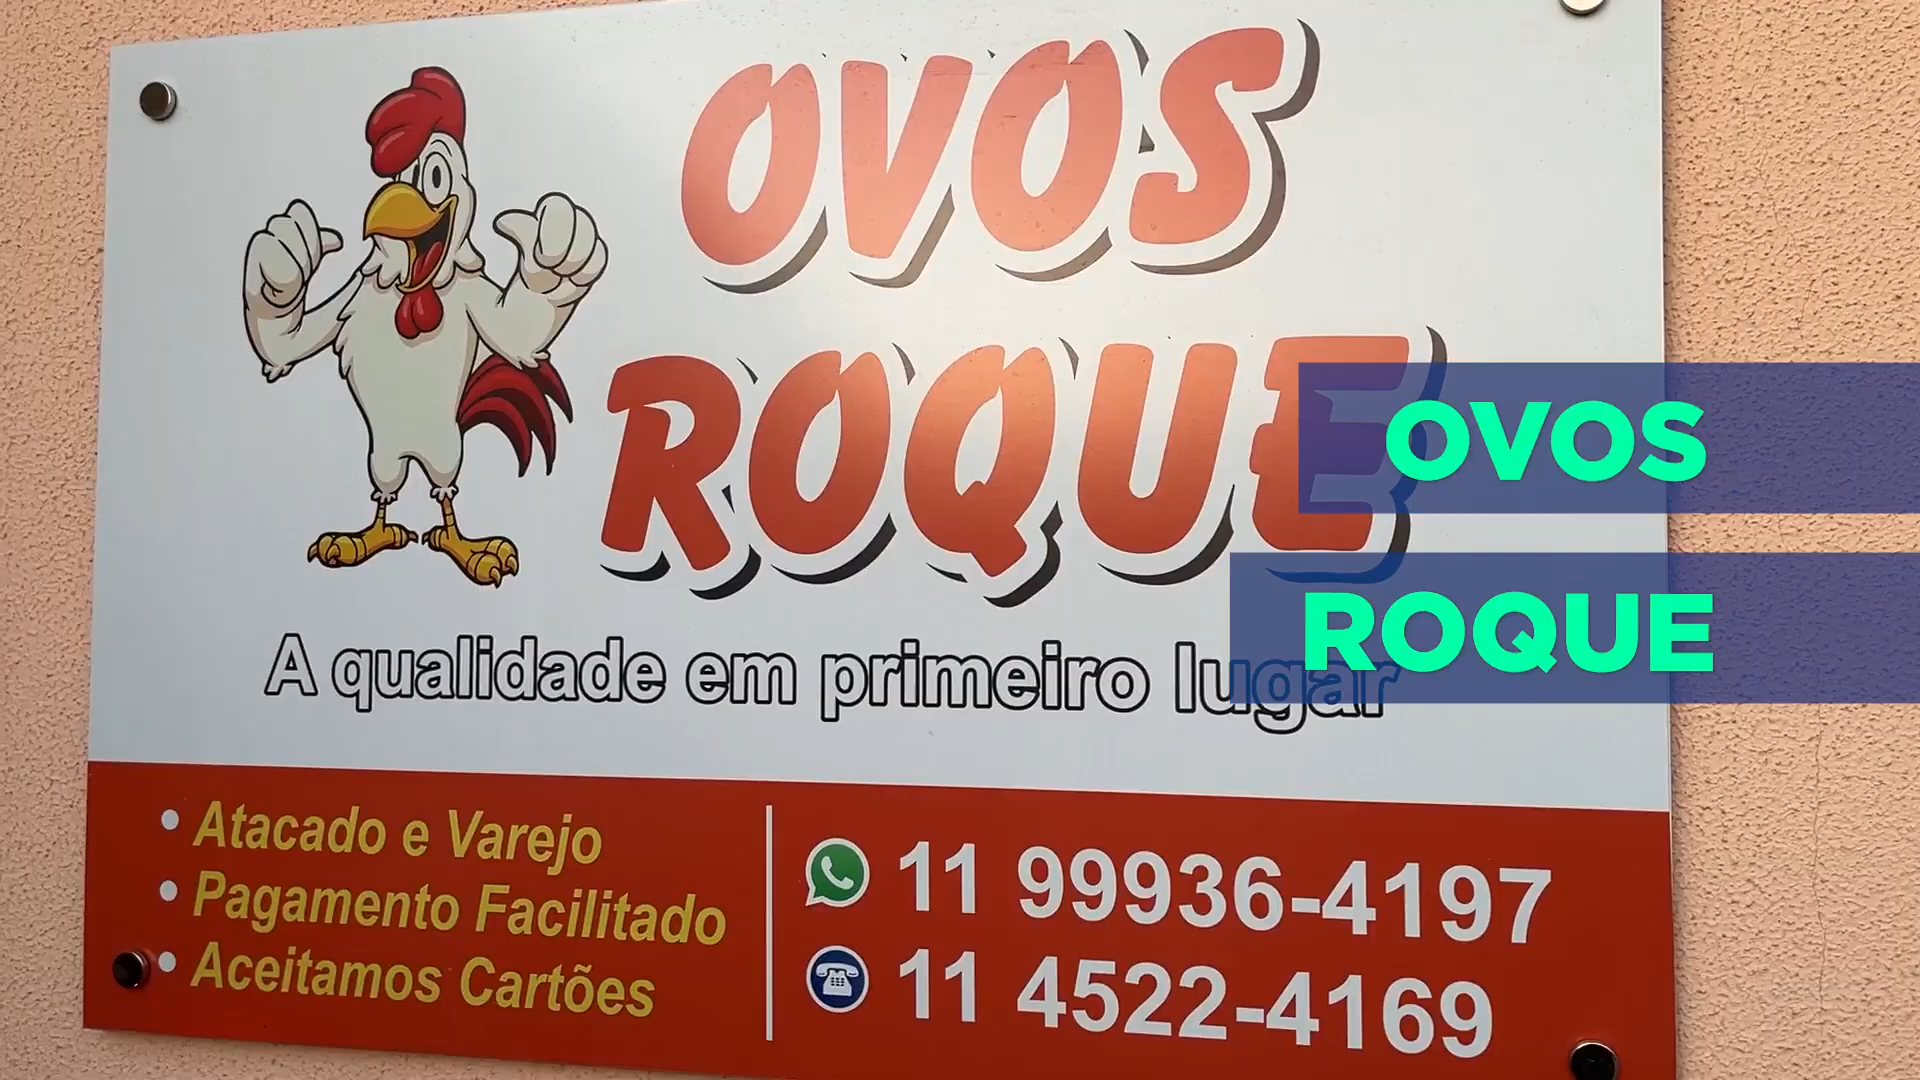 OVOS
ROQUE
A qualidade em primeiro lugar
• Atacado e Varejo
• Pagamento Facilitado
• Aceitamos Cartões
11 99936-4197
11 4522-4169
OVOS
ROQUE